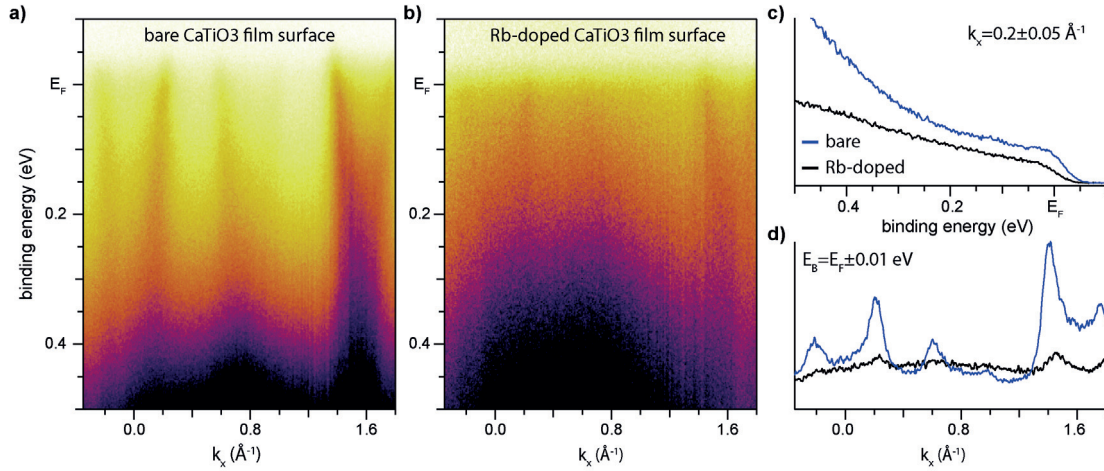 a)
bare CaTiO3 film surface
E_F
0.2
0.4
binding energy (eV)
0.0
0.8
1.6
k_x (Å⁻¹)
b)
Rb-doped CaTiO3 film surface
E_F
0.2
0.4
0.0
0.8
1.6
k_x (Å⁻¹)
c)
k_x=0.2±0.05 Å⁻¹
bare
Rb-doped
0.4
0.2
E_F
binding energy (eV)
d)
E_B=E_F±0.01 eV
0.0
0.8
1.6
k_x (Å⁻¹)